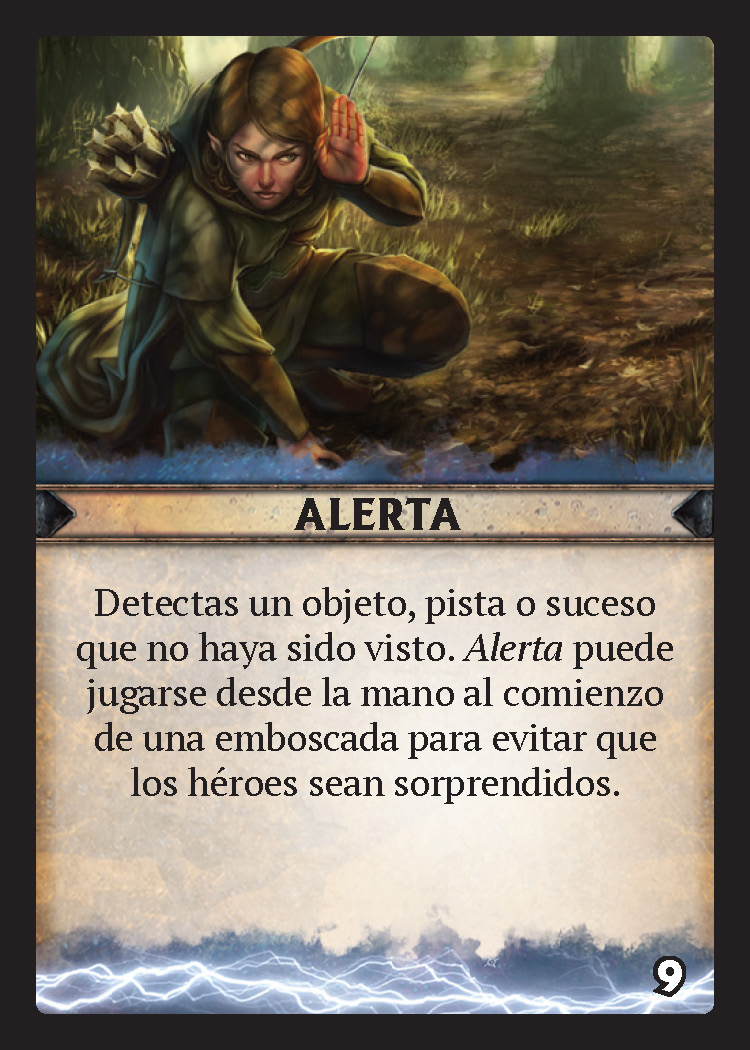 ALERTA
Detectas un objeto, pista o suceso
que no haya sido visto. Alerta puede
jugarse desde la mano al comienzo
de una emboscada para evitar que
los héroes sean sorprendidos.
9